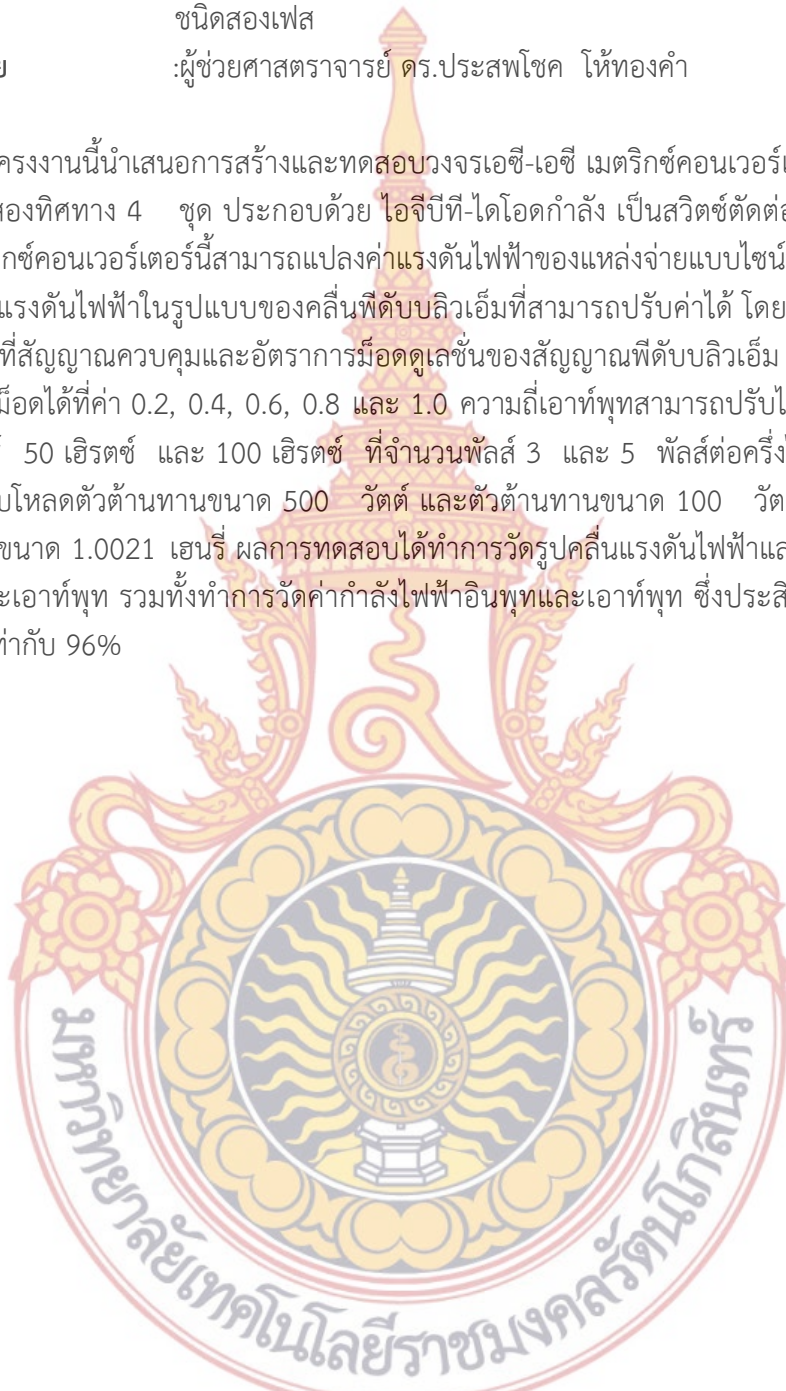 ชนิดสองเฟส
ย :ผู้ช่วยศาสตราจารย์ ดร.ประสพโชค โห้ทองคำ
ครงงานนี้นำเสนอการสร้างและทดสอบวงจรเอซี-เอซี เมตริกซ์คอนเวอร์เ
สองทิศทาง 4 ชุด ประกอบด้วย ไอจีบีที-ไดโอดกำลัง เป็นสวิตซ์ตัดต่อ
กซ์คอนเวอร์เตอร์นี้สามารถแปลงค่าแรงดันไฟฟ้าของแหล่งจ่ายแบบไซน์
แรงดันไฟฟ้าในรูปแบบของคลื่นพีดับบลิวเอ็มที่สามารถปรับค่าได้ โดย
ที่สัญญาณควบคุมและอัตราการม็อดดูเลชั่นของสัญญาณพีดับบลิวเอ็ม
ม็อดได้ที่ค่า 0.2, 0.4, 0.6, 0.8 และ 1.0 ความถี่เอาท์พุทสามารถปรับไ
์ 50 เฮิรตซ์ และ 100 เฮิรตซ์ ที่จำนวนพัลส์ 3 และ 5 พัลส์ต่อครึ่งไ
บโหลดตัวต้านทานขนาด 500 วัตต์ และตัวต้านทานขนาด 100 วัต
ขนาด 1.0021 เฮนรี่ ผลการทดสอบได้ทำการวัดรูปคลื่นแรงดันไฟฟ้าแล
ะเอาท์พุท รวมทั้งทำการวัดค่ากำลังไฟฟ้าอินพุทและเอาท์พุท ซึ่งประสิ
ท่ากับ 96%
มหาวิทยาลัยเทคโนโลยีราชมงคลรัตนโกสินทร์